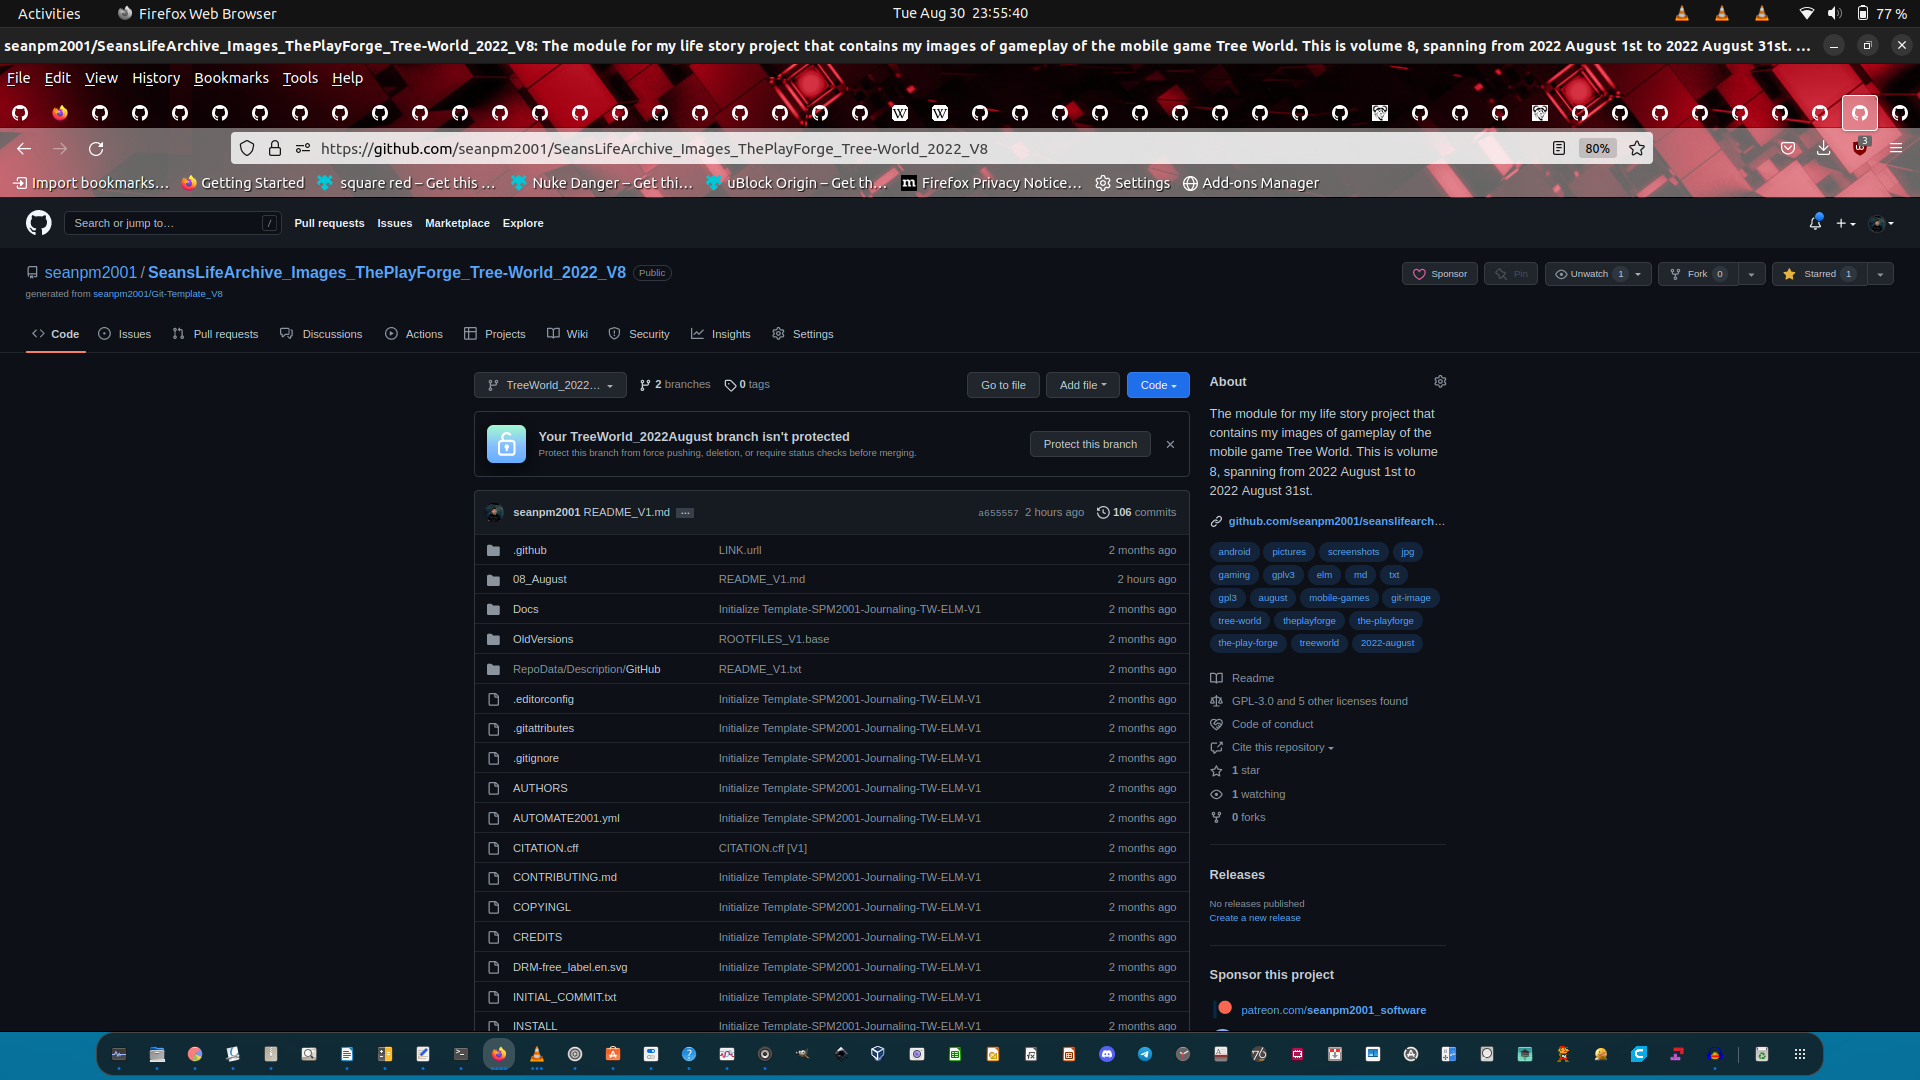 Activities Firefox Web Browser Tue Aug 30 23:55:40 77 %
seanpm2001/SeansLifeArchive_Images_ThePlayForge_Tree-World_2022_V8: The module for my life story project that contains my images of gameplay of the mobile game Tree World. This is volume 8, spanning from 2022 August 1st to 2022 August 31st. ...
File Edit View History Bookmarks Tools Help
https://github.com/seanpm2001/SeansLifeArchive_Images_ThePlayForge_Tree-World_2022_V8 80% 3
Import bookmarks... Getting Started square red – Get this ... Nuke Danger – Get thi... uBlock Origin – Get th... Firefox Privacy Notice... Settings Add-ons Manager
Search or jump to... / Pull requests Issues Marketplace Explore
seanpm2001 / SeansLifeArchive_Images_ThePlayForge_Tree-World_2022_V8 Public Sponsor Pin Unwatch 1 Fork 0 Starred 1
generated from seanpm2001/Git-Template_V8
Code Issues Pull requests Discussions Actions Projects Wiki Security Insights Settings
TreeWorld_2022... 2 branches 0 tags Go to file Add file Code
Your TreeWorld_2022August branch isn't protected
Protect this branch from force pushing, deletion, or require status checks before merging.
Protect this branch
seanpm2001 README_V1.md ... a655557 2 hours ago 106 commits
.github LINK.urll 2 months ago
08_August README_V1.md 2 hours ago
Docs Initialize Template-SPM2001-Journaling-TW-ELM-V1 2 months ago
OldVersions ROOTFILES_V1.base 2 months ago
RepoData/Description/GitHub README_V1.txt 2 months ago
.editorconfig Initialize Template-SPM2001-Journaling-TW-ELM-V1 2 months ago
.gitattributes Initialize Template-SPM2001-Journaling-TW-ELM-V1 2 months ago
.gitignore Initialize Template-SPM2001-Journaling-TW-ELM-V1 2 months ago
AUTHORS Initialize Template-SPM2001-Journaling-TW-ELM-V1 2 months ago
AUTOMATE2001.yml Initialize Template-SPM2001-Journaling-TW-ELM-V1 2 months ago
CITATION.cff CITATION.cff [V1] 2 months ago
CONTRIBUTING.md Initialize Template-SPM2001-Journaling-TW-ELM-V1 2 months ago
COPYINGL Initialize Template-SPM2001-Journaling-TW-ELM-V1 2 months ago
CREDITS Initialize Template-SPM2001-Journaling-TW-ELM-V1 2 months ago
DRM-free_label.en.svg Initialize Template-SPM2001-Journaling-TW-ELM-V1 2 months ago
INITIAL_COMMIT.txt Initialize Template-SPM2001-Journaling-TW-ELM-V1 2 months ago
INSTALL Initialize Template-SPM2001-Journaling-TW-ELM-V1 2 months ago
About
The module for my life story project that
contains my images of gameplay of the
mobile game Tree World. This is volume
8, spanning from 2022 August 1st to
2022 August 31st.
github.com/seanpm2001/seanslifearch...
android pictures screenshots jpg
gaming gplv3 elm md txt
gpl3 august mobile-games git-image
tree-world theplayforge the-playforge
the-play-forge treeworld 2022-august
Readme
GPL-3.0 and 5 other licenses found
Code of conduct
Cite this repository
1 star
1 watching
0 forks
Releases
No releases published
Create a new release
Sponsor this project
patreon.com/seanpm2001_software